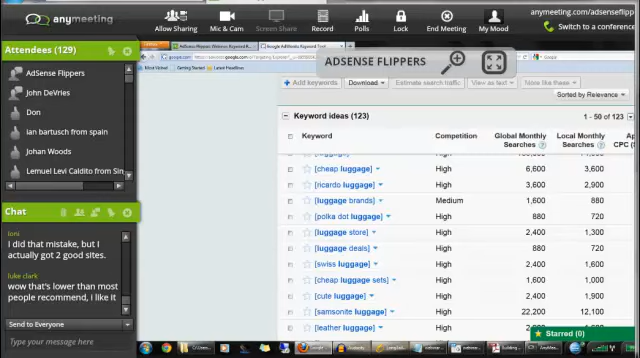 anymeeting
Allow Sharing
Mic & Cam
Screen Share
Record
Polls
Lock
End Meeting
My Mood
anymeeting.com/adsenseflipp
Switch to a conference
Attendees (129)
AdSense Flippers
John DeVries
Don
ian bartusch from spain
Johan Woods
Lemuel Levi Caldito from Sin
Chat
I did that mistake, but I
actually got 2 good sites.
luke clark
wow that's lower than most
people recommend, I like it
Send to Everyone
Type your message here
ADSENSE FLIPPERS
Most Visited
Getting Started
Latest Headlines
Add keywords
Download
Estimate search traffic
View as text
More like these
Sorted by Relevance
Keyword ideas (123)
1 - 50 of 123
Keyword
Competition
Global Monthly
Searches
Local Monthly
Searches
CPC
[cheap luggage] High 6,600 3,600
[ricardo luggage] High 3,600 2,900
[luggage brands] Medium 1,600 880
[polka dot luggage] High 880 720
[luggage store] High 2,400 1,300
[luggage deals] High 880 720
[swiss luggage] High 2,400 1,600
[cheap luggage sets] High 1,600 1,000
[cute luggage] High 2,400 1,900
[samsonite luggage] High 22,200 12,100
[leather luggage] High
Starred (0)